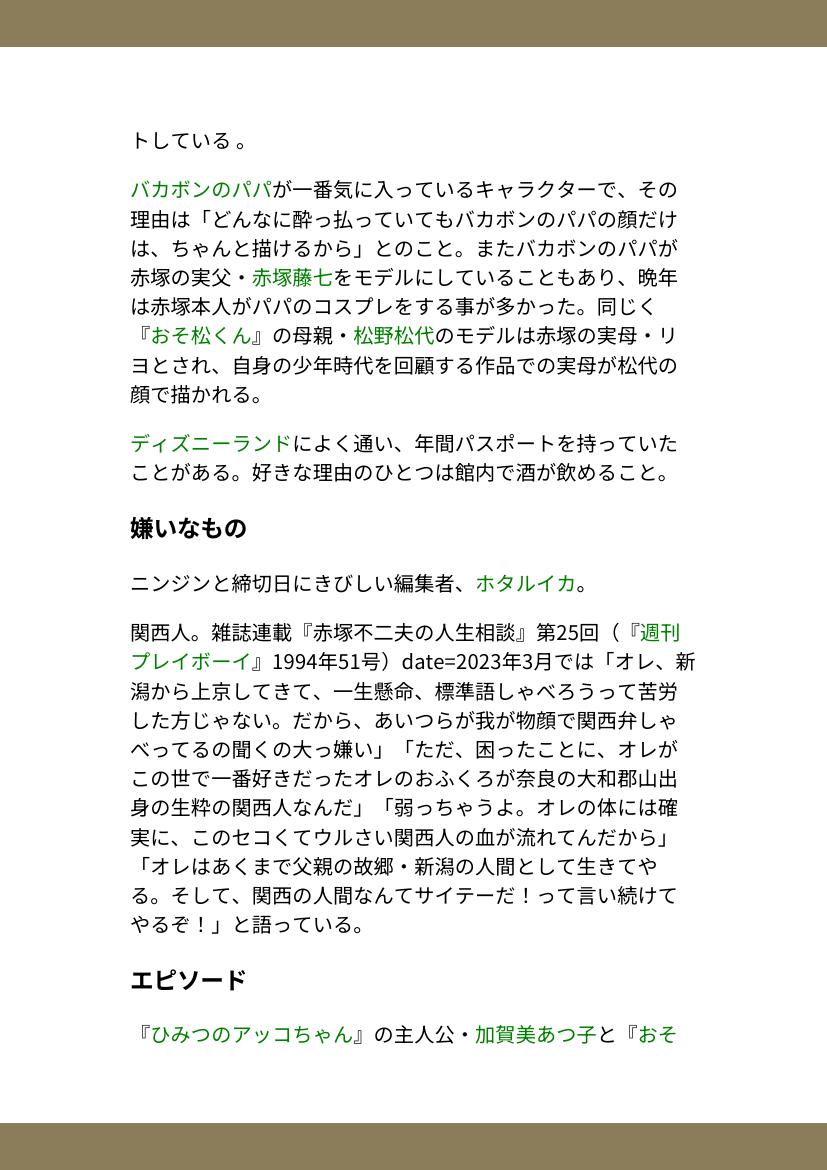 トしている 。
バカボンのパパが一番気に入っているキャラクターで、その
理由は「どんなに酔っ払っていてもバカボンのパパの顔だけ
は、ちゃんと描けるから」とのこと。またバカボンのパパが
赤塚の実父・赤塚藤七をモデルにしていることもあり、晩年
は赤塚本人がパパのコスプレをする事が多かった。同じく
『おそ松くん』の母親・松野松代のモデルは赤塚の実母・リ
ヨとされ、自身の少年時代を回顧する作品での実母が松代の
顔で描かれる。
ディズニーランドによく通い、年間パスポートを持っていた
ことがある。好きな理由のひとつは館内で酒が飲めること。
嫌いなもの
ニンジンと締切日にきびしい編集者、ホタルイカ。
関西人。雑誌連載『赤塚不二夫の人生相談』第25回（『週刊
プレイボーイ』1994年51号）date=2023年3月では「オレ、新
潟から上京してきて、一生懸命、標準語しゃべろうって苦労
した方じゃない。だから、あいつらが我が物顔で関西弁しゃ
べってるの聞くの大っ嫌い」「ただ、困ったことに、オレが
この世で一番好きだったオレのおふくろが奈良の大和郡山出
身の生粋の関西人なんだ」「弱っちゃうよ。オレの体には確
実に、このセコくてウルさい関西人の血が流れてんだから」
「オレはあくまで父親の故郷・新潟の人間として生きてや
る。そして、関西の人間なんてサイテーだ！って言い続けて
やるぞ！」と語っている。
エピソード
『ひみつのアッコちゃん』の主人公・加賀美あつ子と『おそ